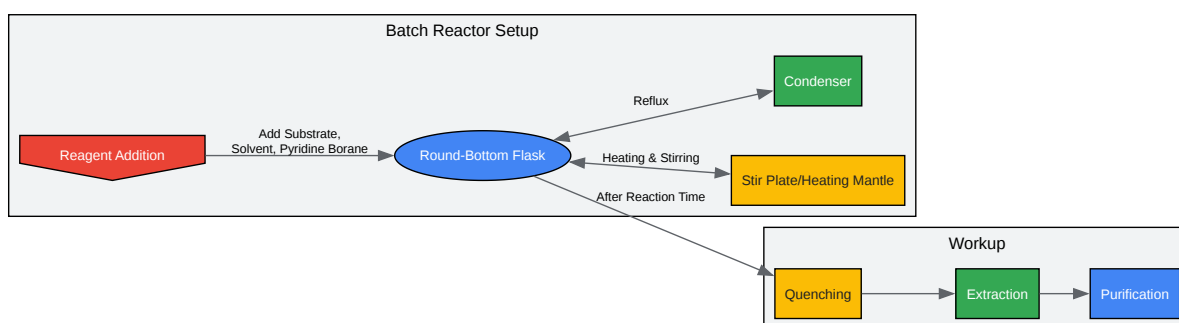 Batch Reactor Setup
Condenser
Reflux
Add Substrate,
Solvent, Pyridine Borane
Reagent Addition
Round-Bottom Flask
Heating & Stirring
Stir Plate/Heating Mantle
After Reaction Time
Workup
Quenching
Extraction
Purification